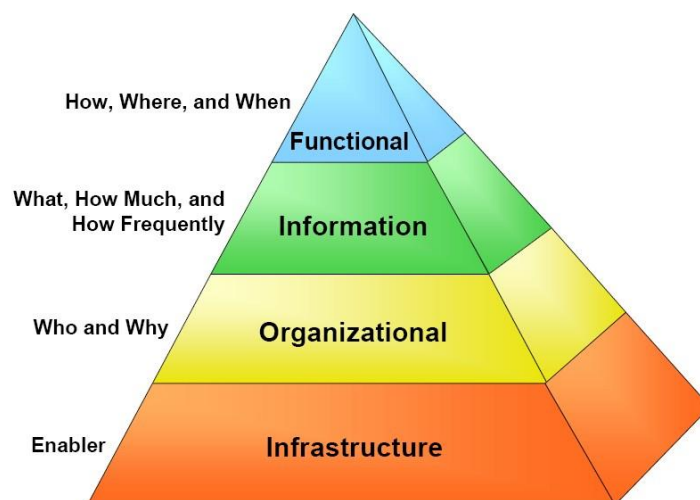 How, Where, and When
Functional
What, How Much, and
How Frequently
Information
Who and Why
Organizational
Enabler
Infrastructure